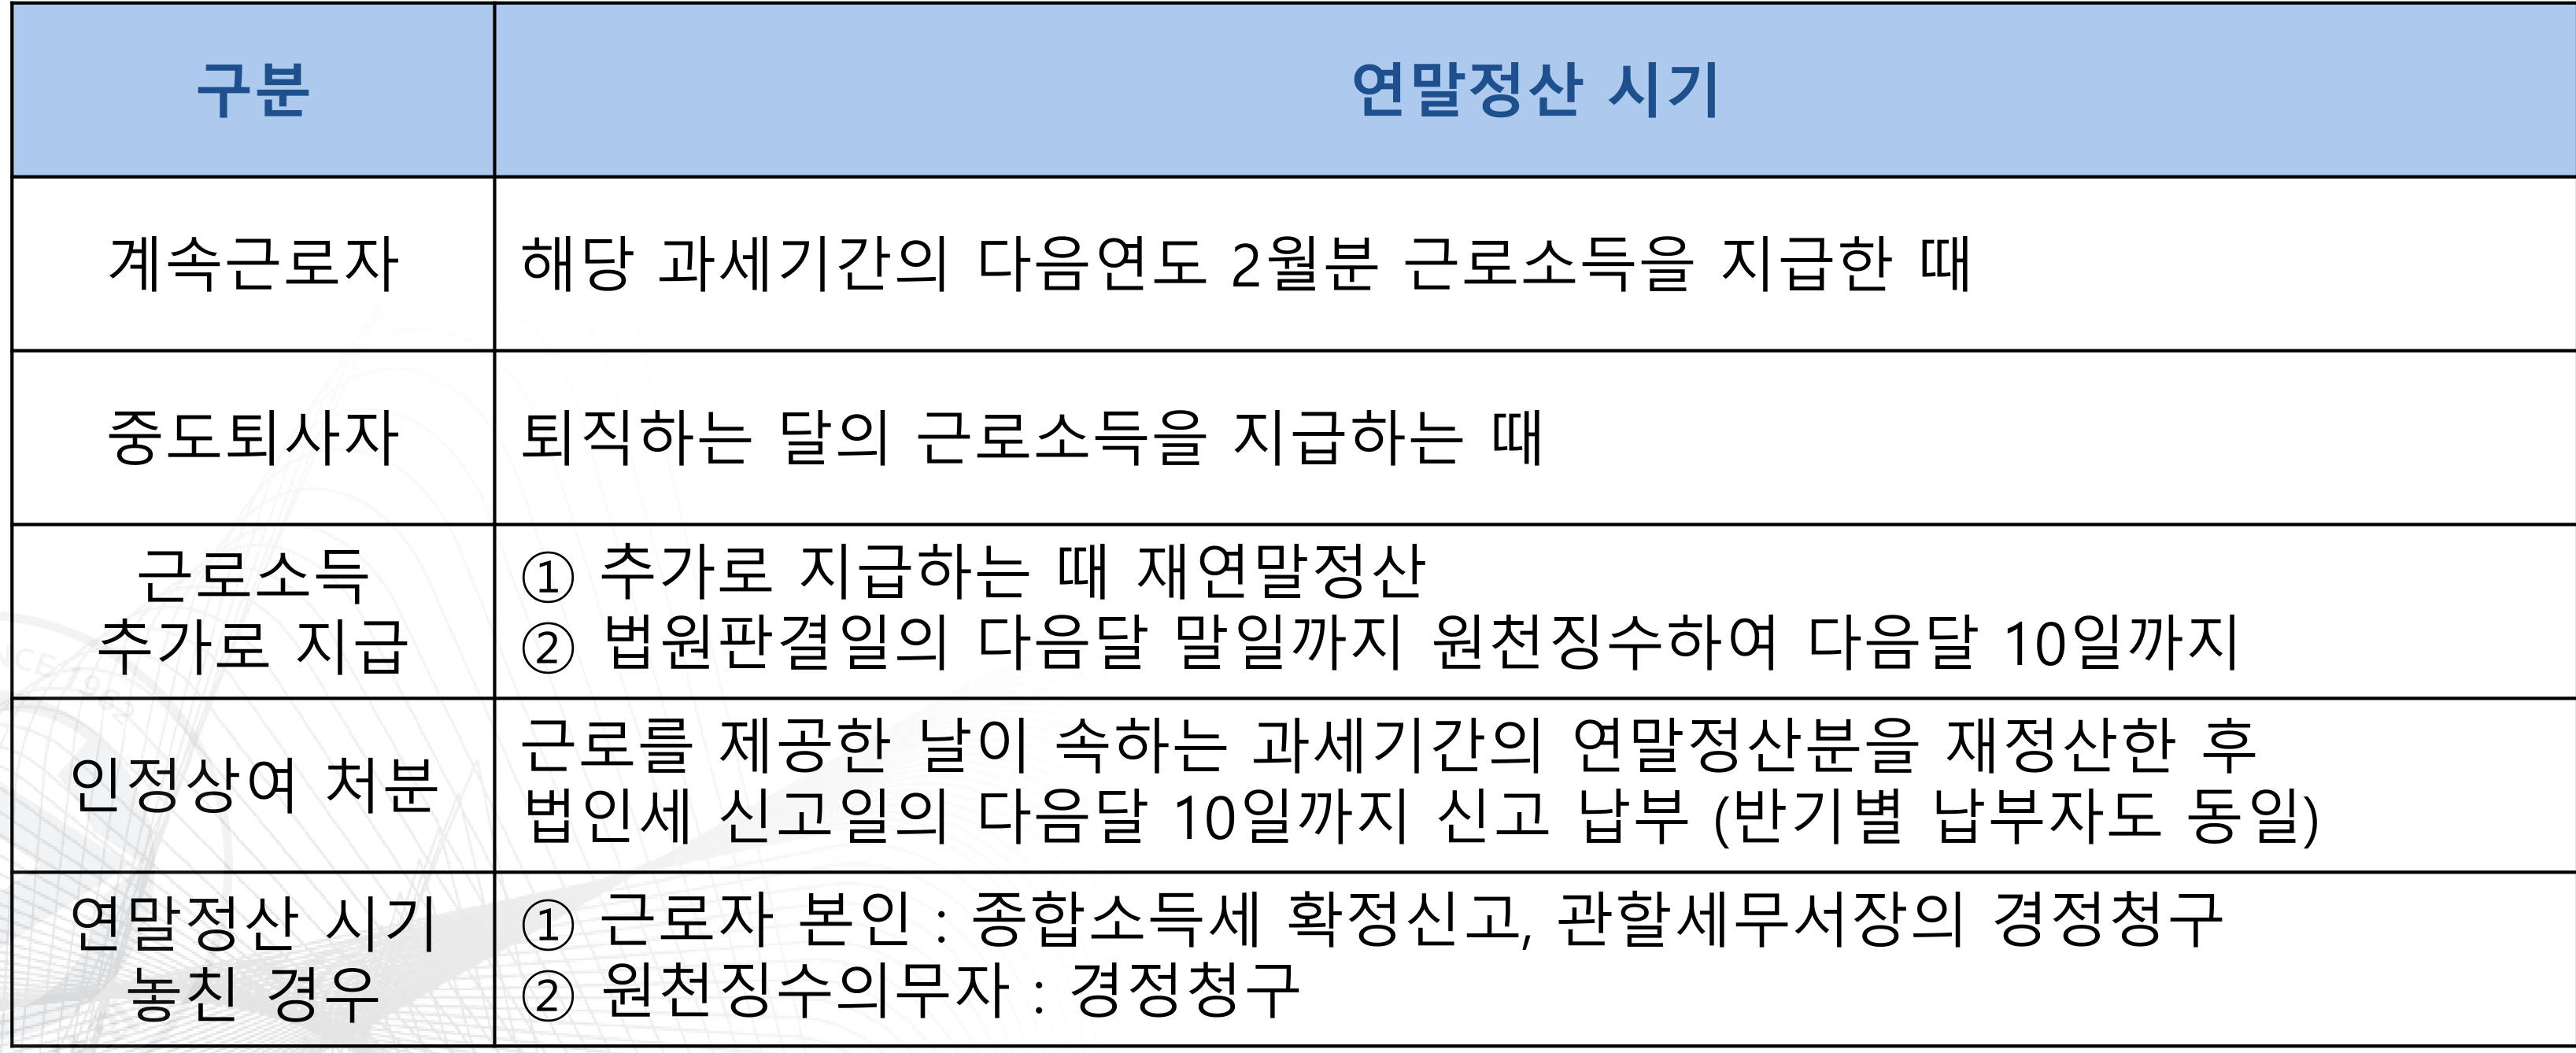 구분
연말정산 시기
계속근로자
해당 과세기간의 다음연도 2월분 근로소득을 지급한 때
중도퇴사자
퇴직하는 달의 근로소득을 지급하는 때
근로소득
추가로 지급
① 추가로 지급하는 때 재연말정산
② 법원판결일의 다음달 말일까지 원천징수하여 다음달 10일까지
인정상여 처분
근로를 제공한 날이 속하는 과세기간의 연말정산분을 재정산한 후
법인세 신고일의 다음달 10일까지 신고 납부 (반기별 납부자도 동일)
연말정산 시기
놓친 경우
① 근로자 본인 : 종합소득세 확정신고, 관할세무서장의 경정청구
② 원천징수의무자 : 경정청구